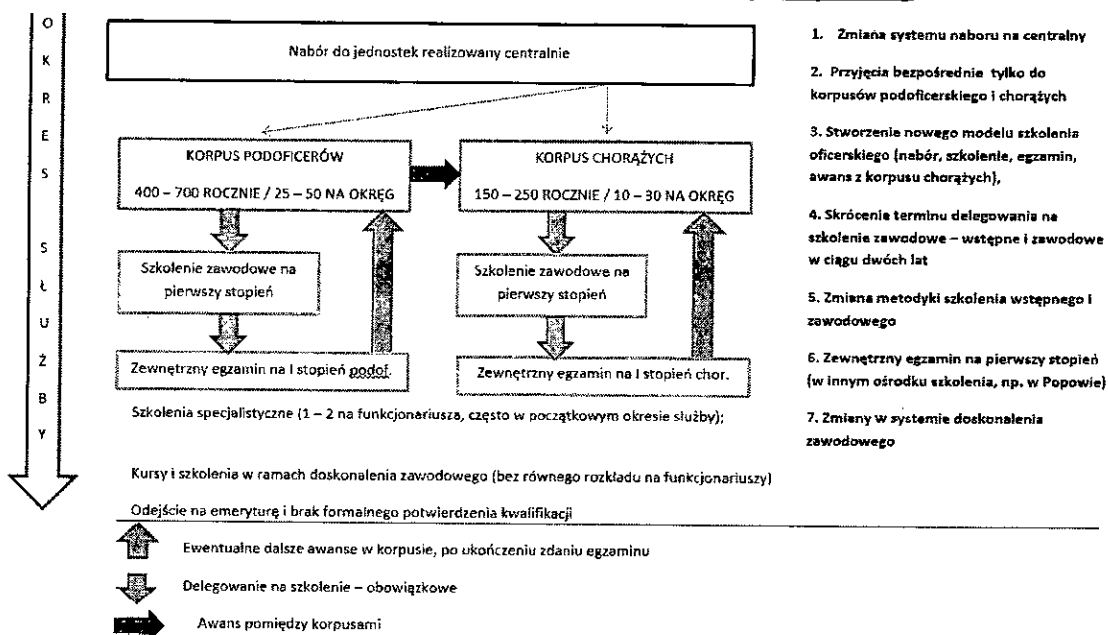 OKRES SŁUŻBY
Nabór do jednostek realizowany centralnie
KORPUS PODOFICERÓW
400 – 700 ROCZNIE / 25 – 50 NA OKRĘG
KORPUS CHORĄŻYCH
150 – 250 ROCZNIE / 10 – 30 NA OKRĘG
Szkolenie zawodowe na
pierwszy stopień
Szkolenie zawodowe na
pierwszy stopień
Zewnętrzny egzamin na I stopień podof.
Zewnętrzny egzamin na I stopień chor.
Szkolenia specjalistyczne (1 – 2 na funkcjonariusza, często w początkowym okresie służby);
Kursy i szkolenia w ramach doskonalenia zawodowego (bez równego rozkładu na funkcjonariuszy)
Odejście na emeryturę i brak formalnego potwierdzenia kwalifikacji
Ewentualne dalsze awanse w korpusie, po ukończeniu zdaniu egzaminu
Delegowanie na szkolenie – obowiązkowe
Awans pomiędzy korpusami
1. Zmiana systemu naboru na centralny
2. Przyjęcia bezpośrednie tylko do
korpusów podoficerskiego i chorążych
3. Stworzenie nowego modelu szkolenia
oficerskiego (nabór, szkolenie, egzamin,
awans z korpusu chorążych),
4. Skrócenie terminu delegowania na
szkolenie zawodowe – wstępne i zawodowe
w ciągu dwóch lat
5. Zmiana metodyki szkolenia wstępnego i
zawodowego
6. Zewnętrzny egzamin na pierwszy stopień
(w innym ośrodku szkolenia, np. w Popowie)
7. Zmiany w systemie doskonalenia
zawodowego